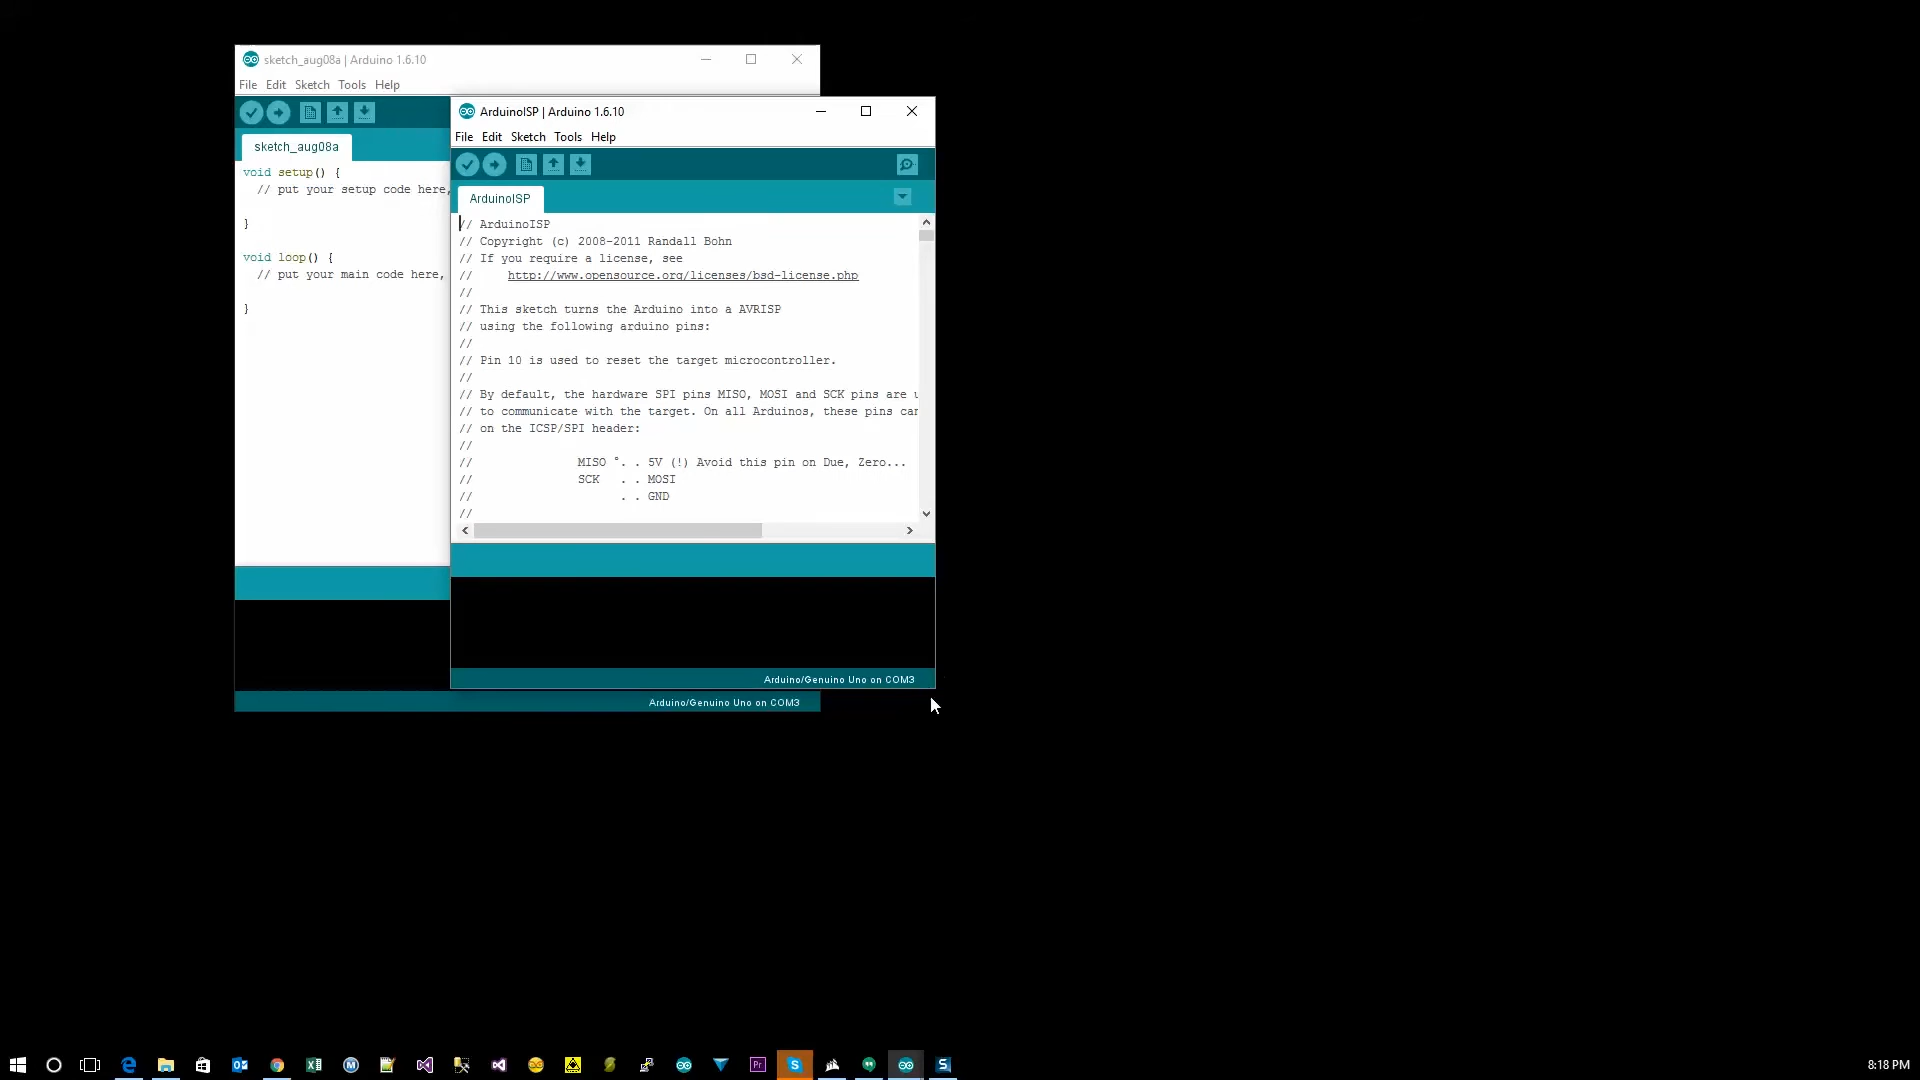 sketch_aug08a | Arduino 1.6.10
File Edit Sketch Tools Help
sketch_aug08a
void setup() {
// put your setup code here,
}
void loop() {
// put your main code here,
}
Arduino/Genuino Uno on COM3
ArduinoISP | Arduino 1.6.10
File Edit Sketch Tools Help
ArduinoISP
// ArduinoISP
// Copyright (c) 2008-2011 Randall Bohn
// If you require a license, see
// http://www.opensource.org/licenses/bsd-license.php
//
// This sketch turns the Arduino into a AVRISP
// using the following arduino pins:
//
// Pin 10 is used to reset the target microcontroller.
//
// By default, the hardware SPI pins MISO, MOSI and SCK pins are
// to communicate with the target. On all Arduinos, these pins can
// on the ICSP/SPI header:
//
// MISO °. . 5V (!) Avoid this pin on Due, Zero...
// SCK . . MOSI
// . . GND
//
Arduino/Genuino Uno on COM3
8:18 PM